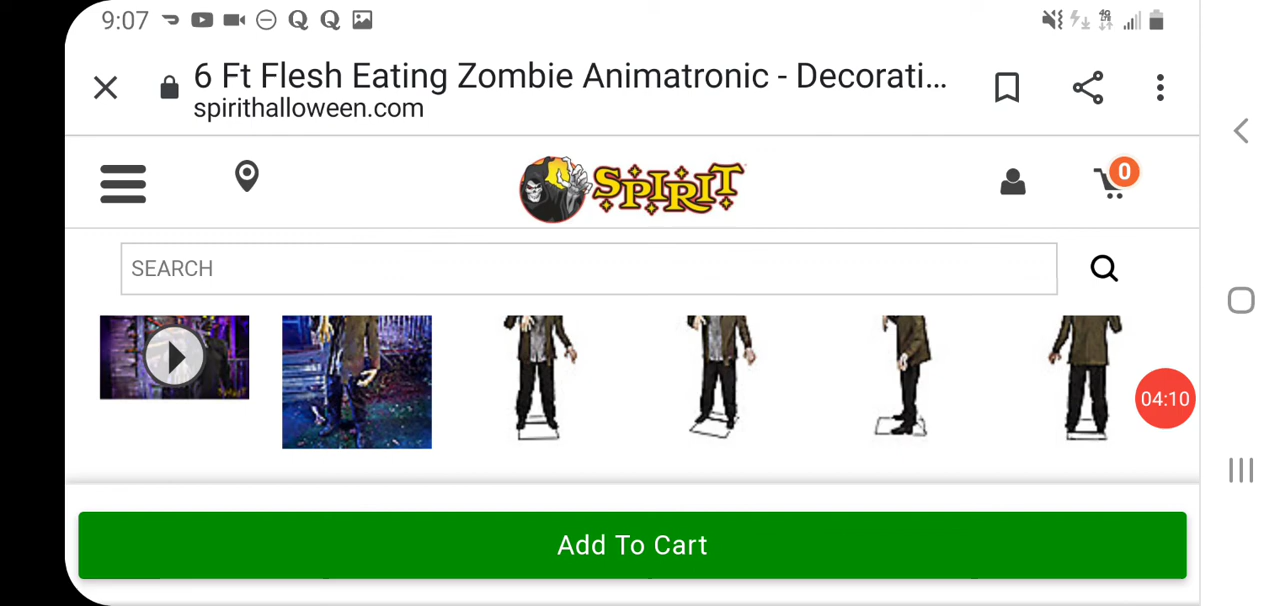 9:07
6 Ft Flesh Eating Zombie Animatronic - Decorati...
spirithalloween.com
SPIRIT
0
SEARCH
04:10
Add To Cart